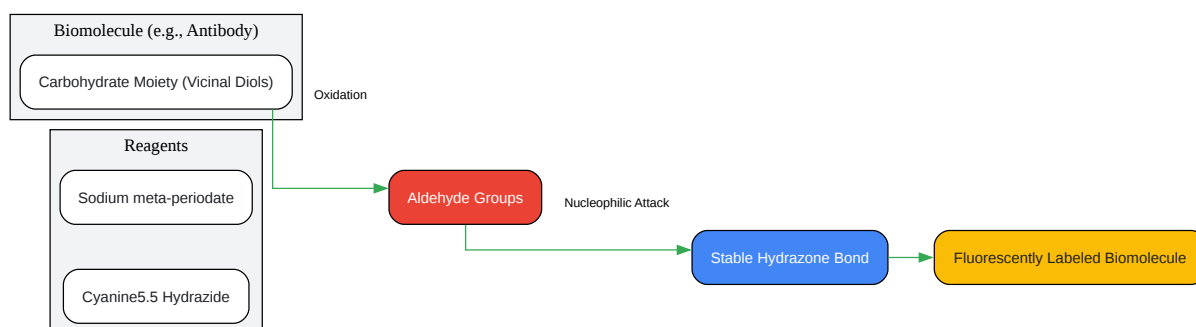 Biomolecule (e.g., Antibody)
Carbohydrate Moiety (Vicinal Diols)
Oxidation
Reagents
Sodium meta-periodate
Aldehyde Groups
Nucleophilic Attack
Stable Hydrazone Bond
Fluorescently Labeled Biomolecule
Cyanine5.5 Hydrazide